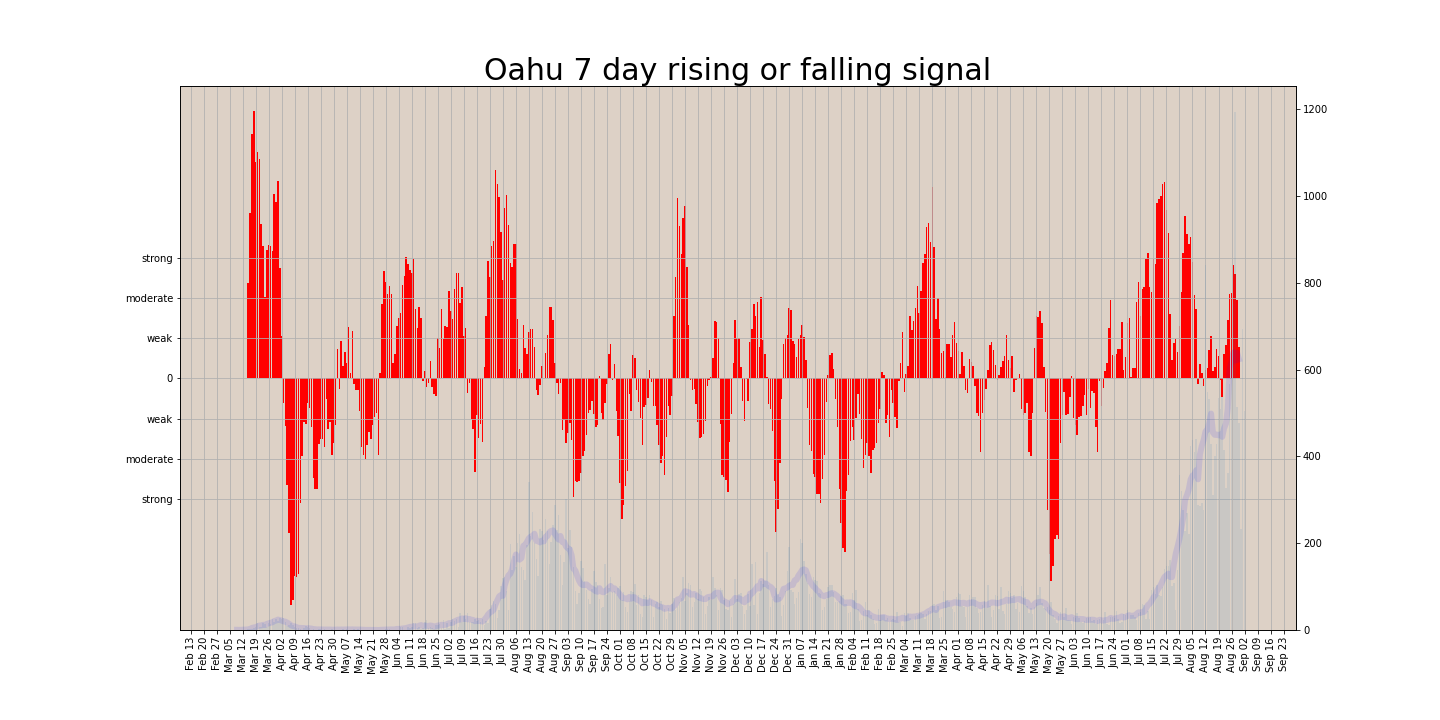 Oahu 7 day rising or falling signal
strong
moderate
weak
0
weak
moderate
strong
1200
1000
800
600
400
200
0
Feb 13
Feb 20
Feb 27
Mar 05
Mar 12
Mar 19
Mar 26
Apr 02
Apr 09
Apr 16
Apr 23
Apr 30
May 07
May 14
May 21
May 28
Jun 04
Jun 11
Jun 18
Jun 25
Jul 02
Jul 09
Jul 16
Jul 23
Jul 30
Aug 06
Aug 13
Aug 20
Aug 27
Sep 03
Sep 10
Sep 17
Sep 24
Oct 01
Oct 08
Oct 15
Oct 22
Oct 29
Nov 05
Nov 12
Nov 19
Nov 26
Dec 03
Dec 10
Dec 17
Dec 24
Dec 31
Jan 07
Jan 14
Jan 21
Jan 28
Feb 04
Feb 11
Feb 18
Feb 25
Mar 04
Mar 11
Mar 18
Mar 25
Apr 01
Apr 08
Apr 15
Apr 22
Apr 29
May 06
May 13
May 20
May 27
Jun 03
Jun 10
Jun 17
Jun 24
Jul 01
Jul 08
Jul 15
Jul 22
Jul 29
Aug 05
Aug 12
Aug 19
Aug 26
Sep 02
Sep 09
Sep 16
Sep 23